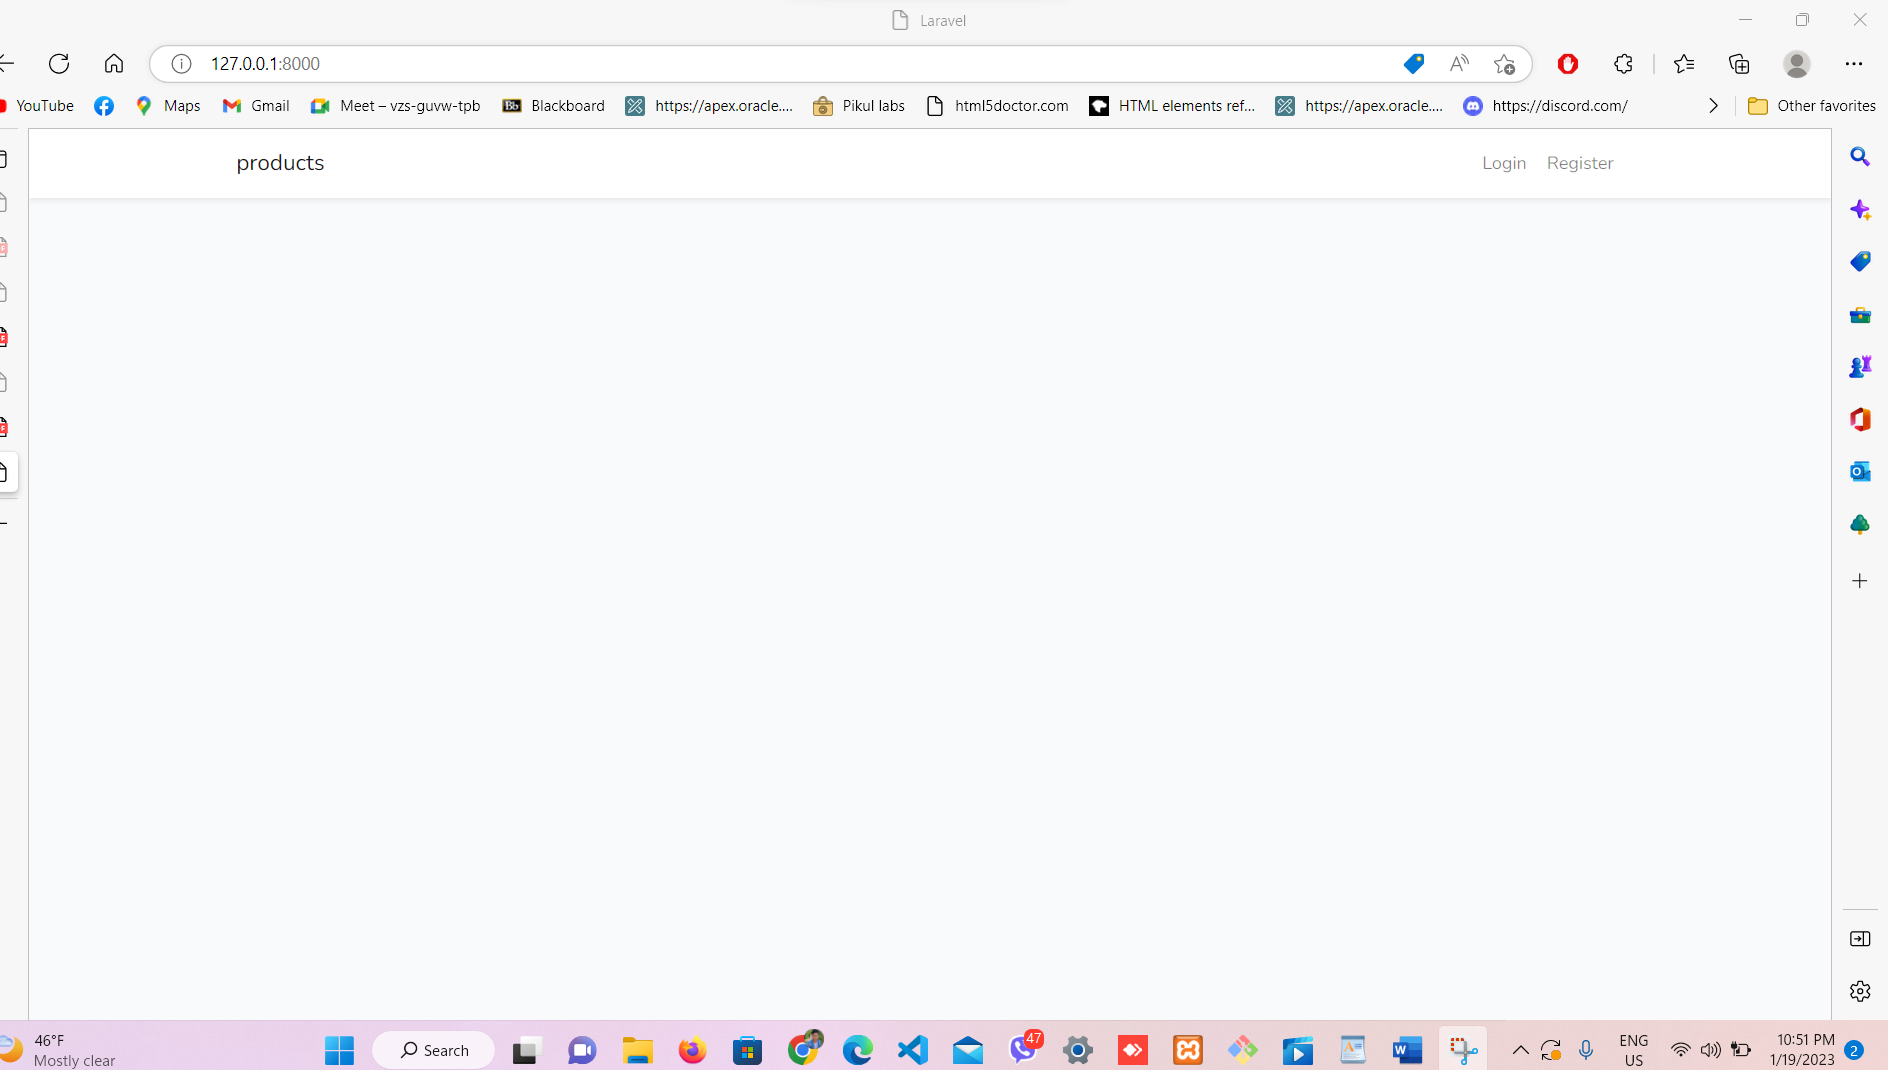 Laravel
127.0.0.1:8000
YouTube
Maps
Gmail
Meet – vzs-guvw-tpb
Bb
Blackboard
https://apex.oracle....
Pikul labs
html5doctor.com
HTML elements ref...
https://apex.oracle....
https://discord.com/
Other favorites
products
Login
Register
46°F
Mostly clear
Search
47
ENG
US
10:51 PM
1/19/2023
2